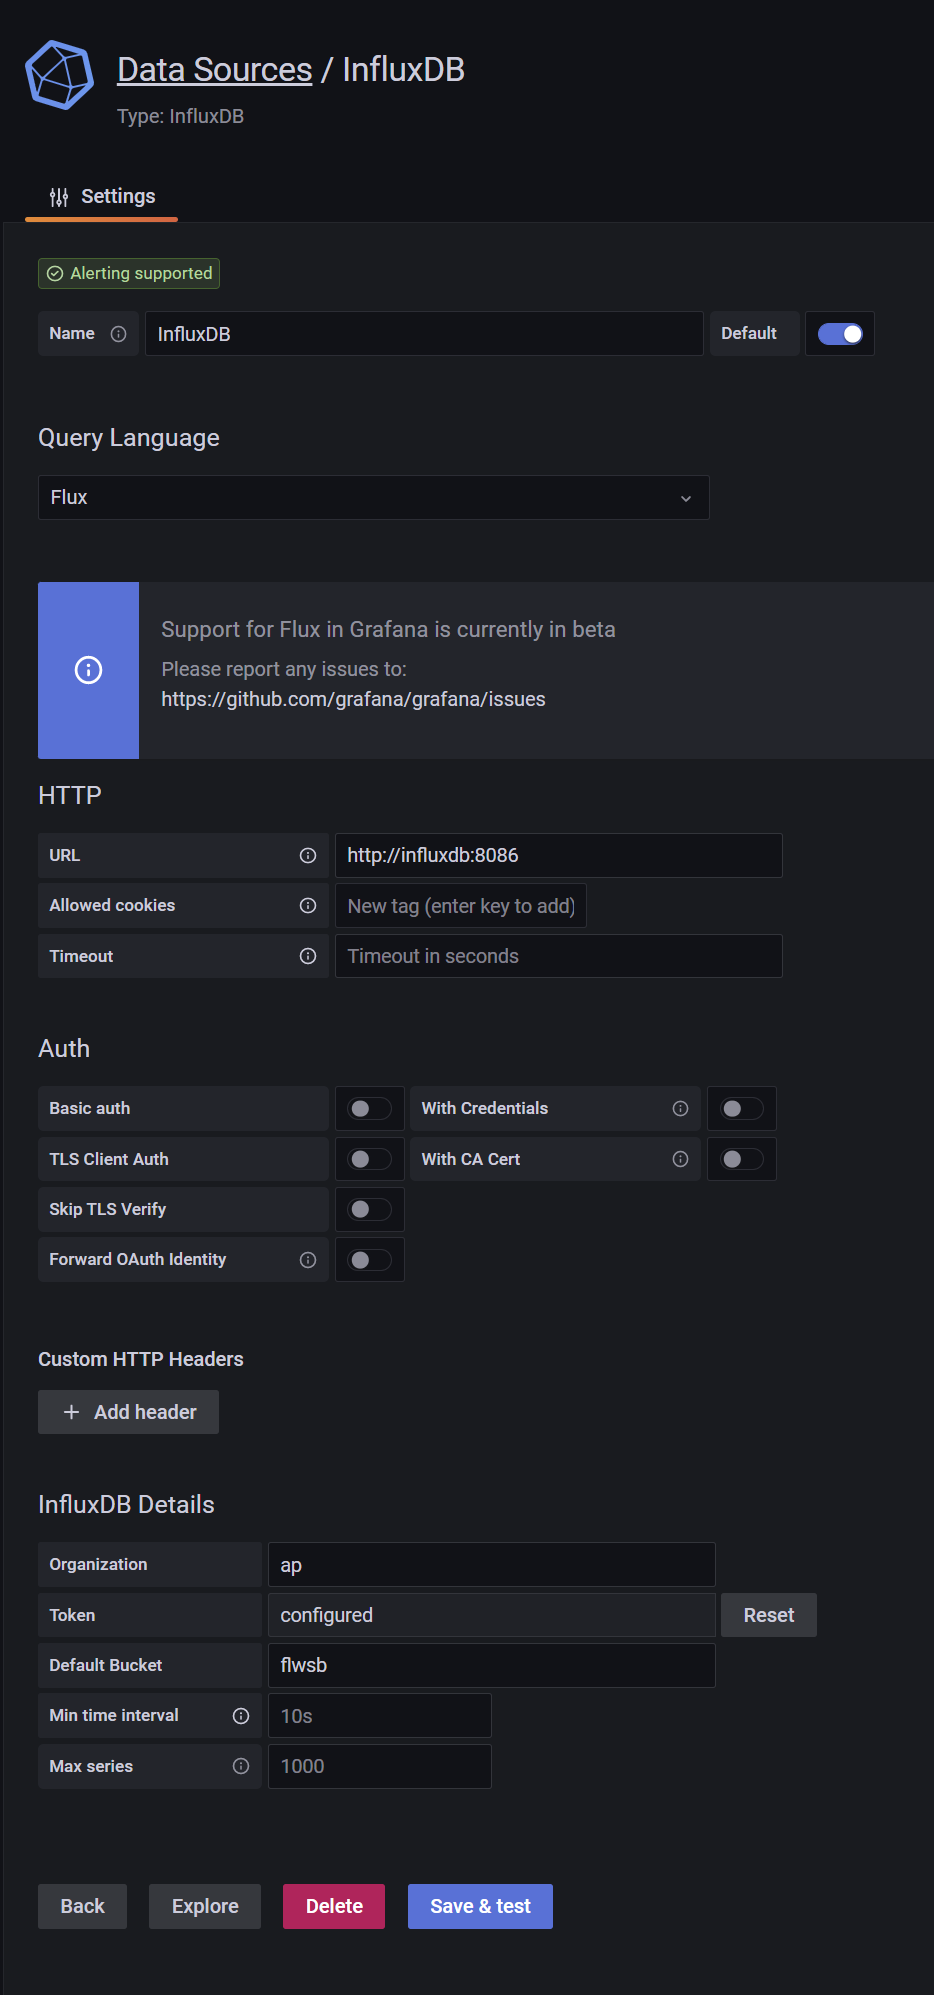 Data Sources / InfluxDB
Type: InfluxDB
Settings
Alerting supported
Name InfluxDB Default
Query Language
Flux
Support for Flux in Grafana is currently in beta
Please report any issues to:
https://github.com/grafana/grafana/issues
HTTP
URL http://influxdb:8086
Allowed cookies New tag (enter key to add)
Timeout Timeout in seconds
Auth
Basic auth With Credentials
TLS Client Auth With CA Cert
Skip TLS Verify
Forward OAuth Identity
Custom HTTP Headers
+ Add header
InfluxDB Details
Organization ap
Token configured Reset
Default Bucket flwsb
Min time interval 10s
Max series 1000
Back Explore Delete Save & test